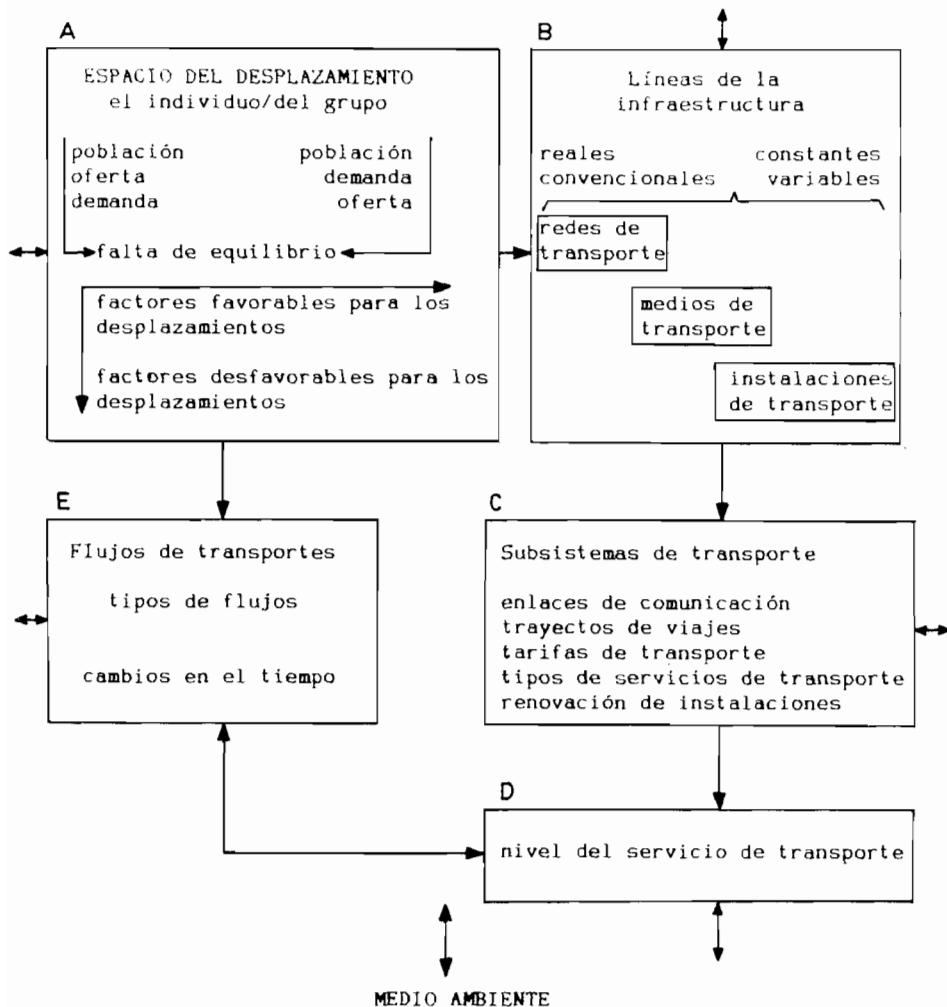 A
ESPACIO DEL DESPLAZAMIENTO
el individuo/del grupo
población
oferta
demanda
población
demanda
oferta
falta de equilibrio
factores favorables para los
desplazamientos
factores desfavorables para los
desplazamientos
B
Líneas de la
infraestructura
reales
convencionales
constantes
variables
redes de
transporte
medios de
transporte
instalaciones
de transporte
E
Flujos de transportes
tipos de flujos
cambios en el tiempo
C
Subsistemas de transporte
enlaces de comunicación
trayectos de viajes
tarifas de transporte
tipos de servicios de transporte
renovación de instalaciones
D
nivel del servicio de transporte
MEDIO AMBIENTE